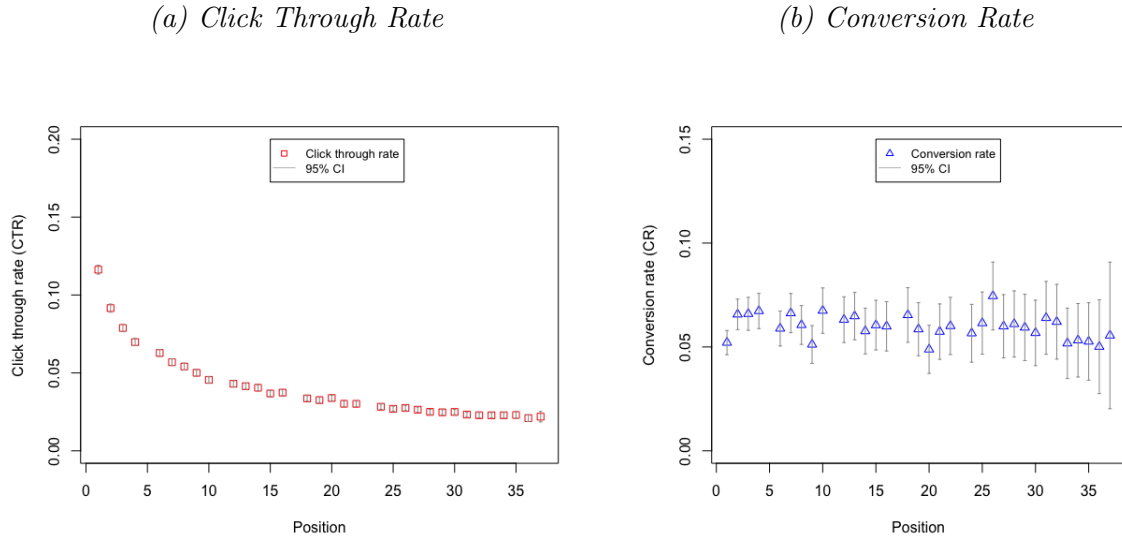 (a) Click Through Rate
(b) Conversion Rate
Click through rate
95% CI
Click through rate (CTR)
0.20
0.15
0.10
0.05
0.00
0 5 10 15 20 25 30 35
Position
Conversion rate
95% CI
Conversion rate (CR)
0.15
0.10
0.05
0.00
0 5 10 15 20 25 30 35
Position